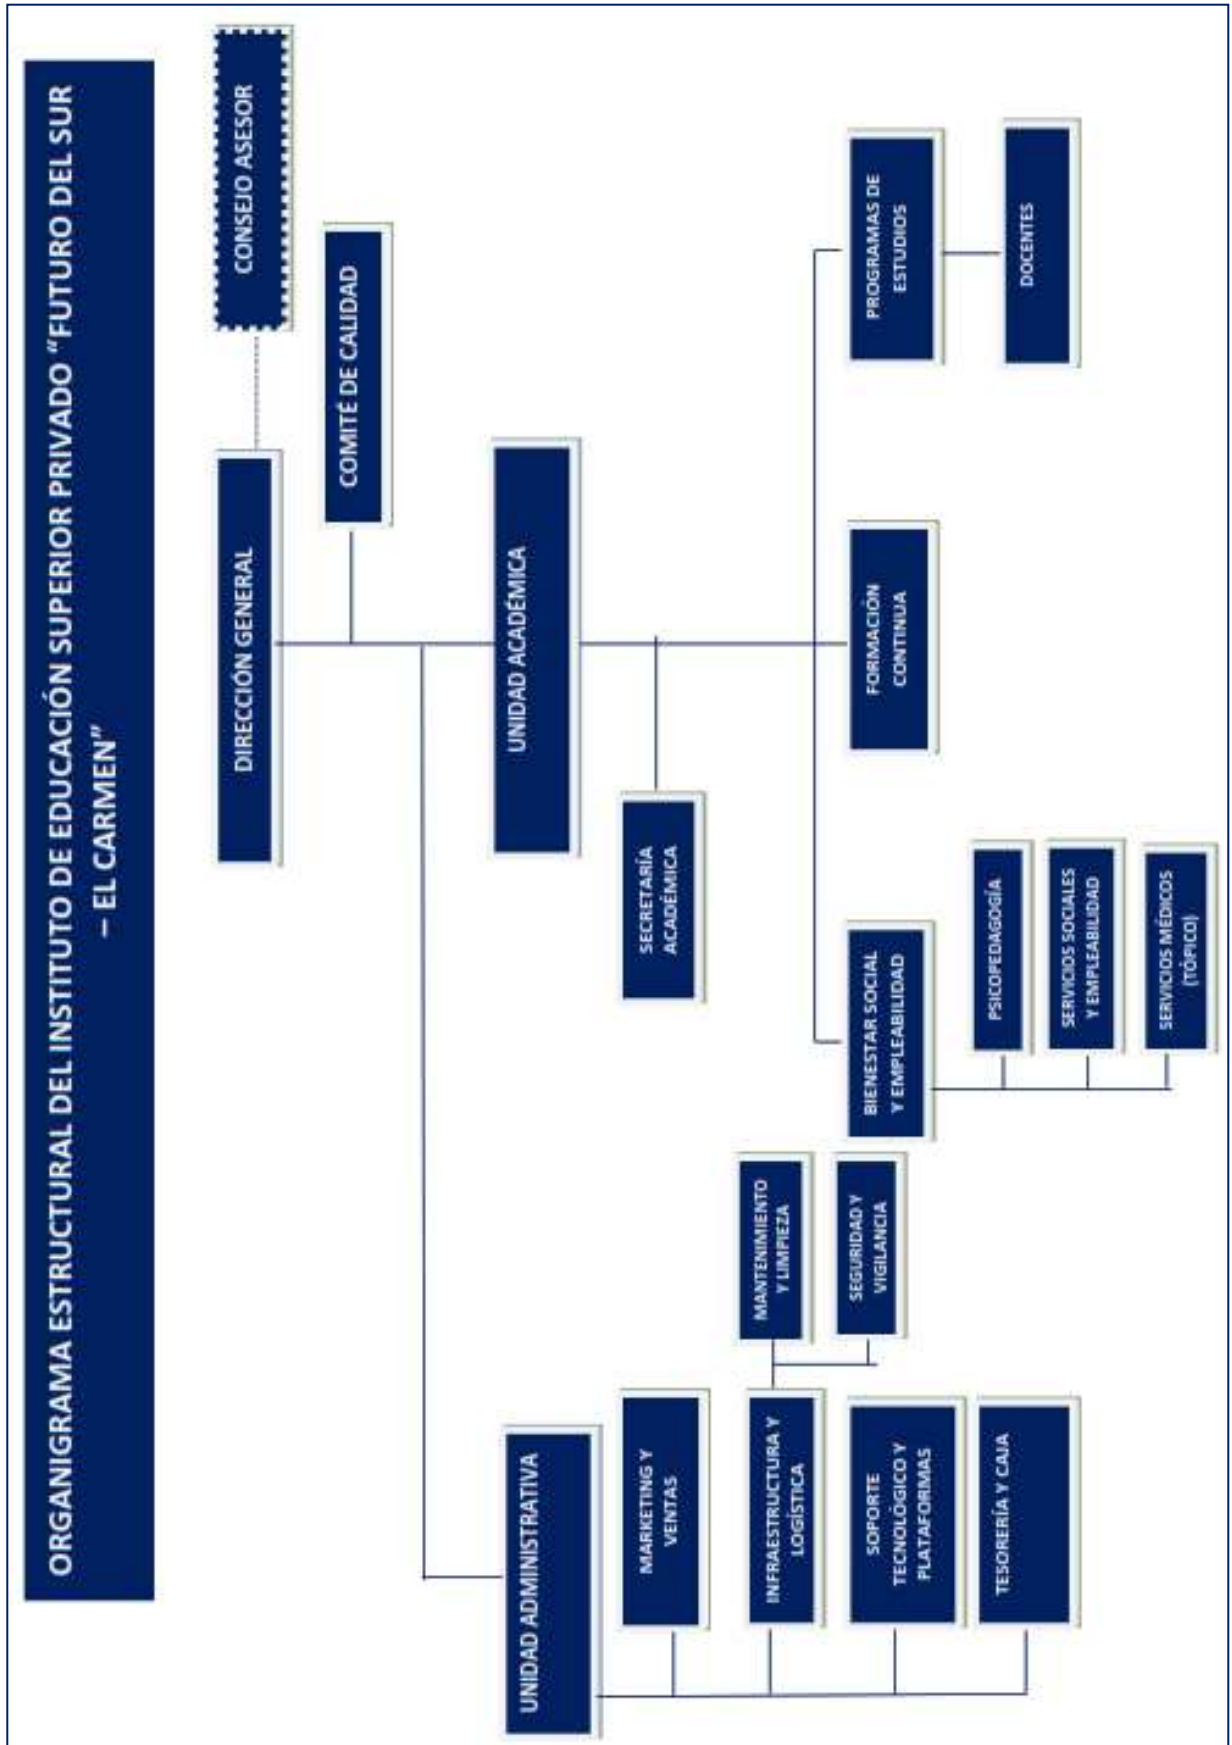 ORGANIGRAMA ESTRUCTURAL DEL INSTITUTO DE EDUCACIÓN SUPERIOR PRIVADO “FUTURO DEL SUR
– EL CARMEN”
CONSEJO ASESOR
DIRECCIÓN GENERAL
COMITÉ DE CALIDAD
UNIDAD ADMINISTRATIVA
UNIDAD ACADÉMICA
SECRETARÍA
ACADÉMICA
MARKETING Y
VENTAS
INFRAESTRUCTURA Y
LOGÍSTICA
MANTENIMIENTO
Y LIMPIEZA
SEGURIDAD Y
VIGILANCIA
SOPORTE
TECNOLÓGICO Y
PLATAFORMAS
TESORERÍA Y CAJA
BIENESTAR SOCIAL
Y EMPLEABILIDAD
PSICOPEDAGOGÍA
SERVICIOS SOCIALES
Y EMPLEABILIDAD
SERVICIOS MÉDICOS
(TÓPICO)
FORMACIÓN
CONTINUA
PROGRAMAS DE
ESTUDIOS
DOCENTES